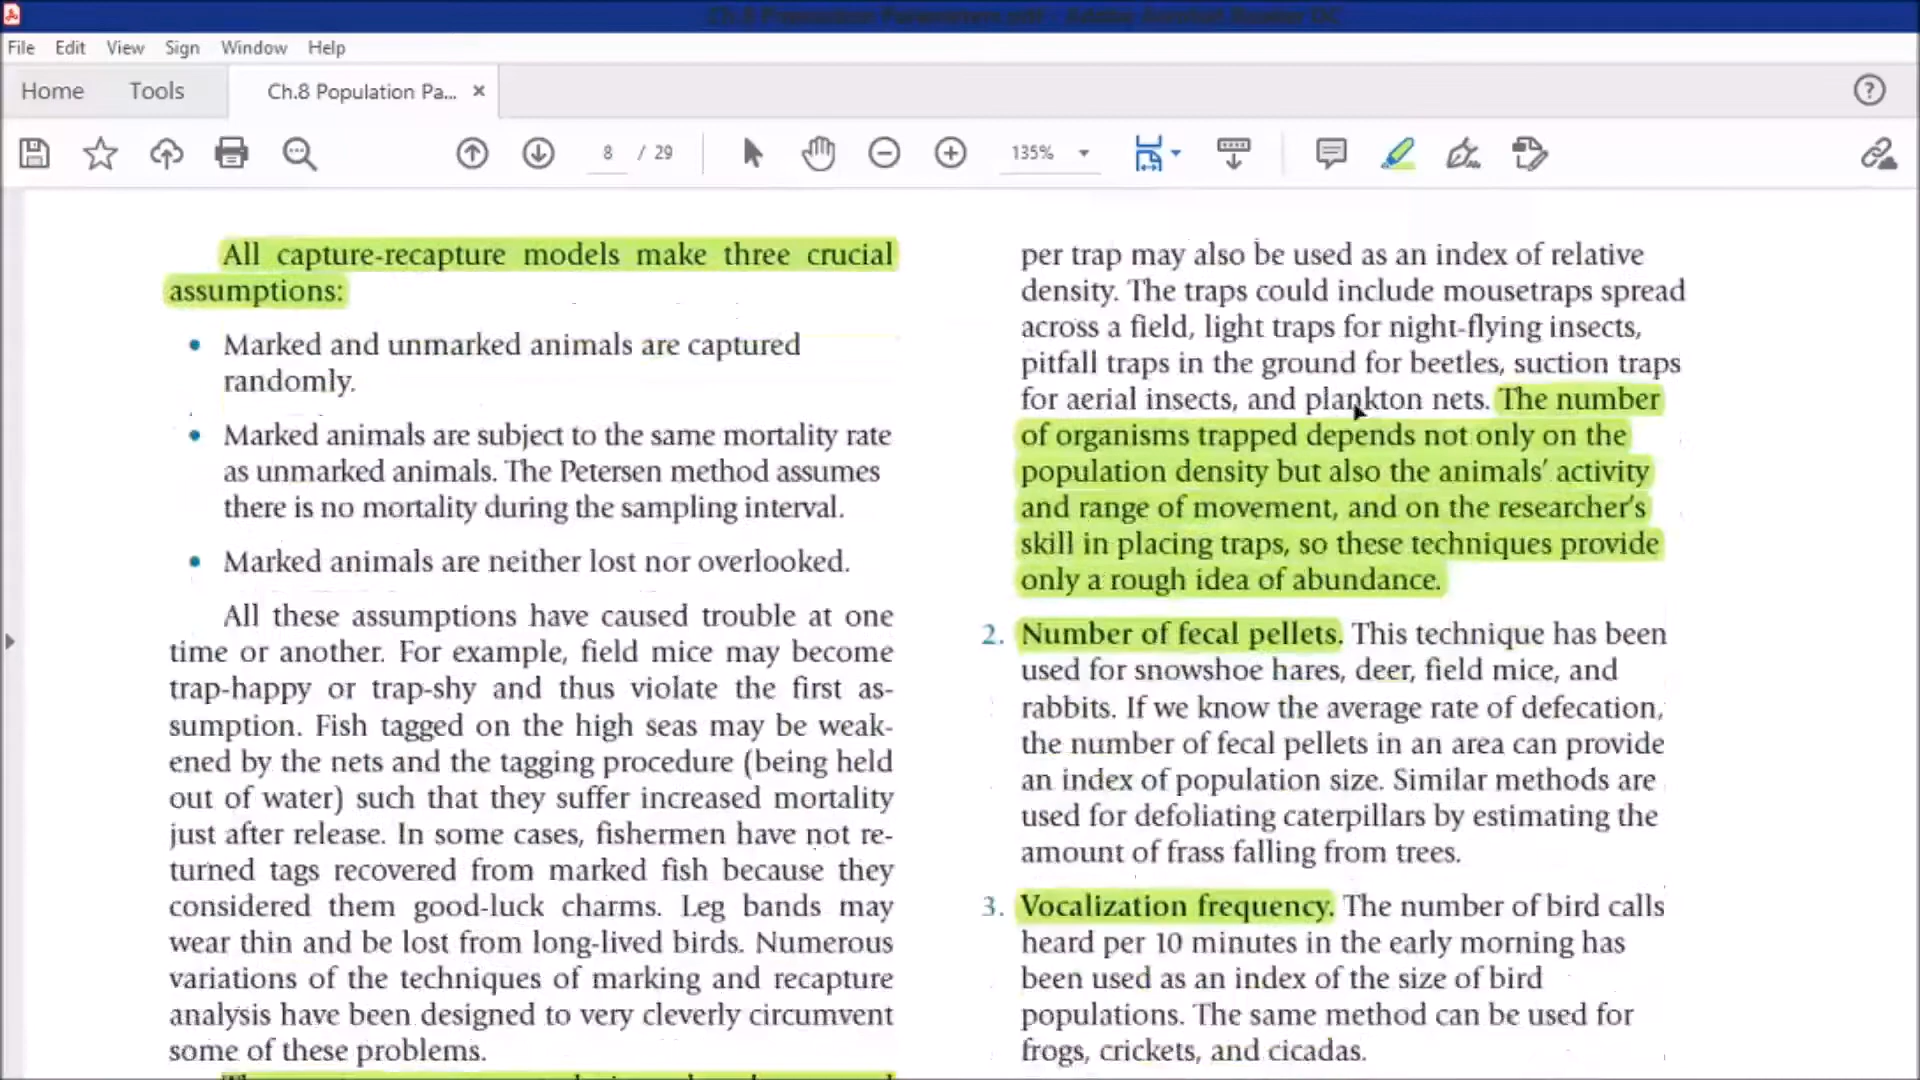 Ch.8 Population Parameters.pdf - Adobe Acrobat Reader DC
File Edit View Sign Window Help
Home Tools Ch.8 Population Pa... ×
8 / 29 135%
All capture-recapture models make three crucial
assumptions:
• Marked and unmarked animals are captured
randomly.
• Marked animals are subject to the same mortality rate
as unmarked animals. The Petersen method assumes
there is no mortality during the sampling interval.
• Marked animals are neither lost nor overlooked.
All these assumptions have caused trouble at one
time or another. For example, field mice may become
trap-happy or trap-shy and thus violate the first as-
sumption. Fish tagged on the high seas may be weak-
ened by the nets and the tagging procedure (being held
out of water) such that they suffer increased mortality
just after release. In some cases, fishermen have not re-
turned tags recovered from marked fish because they
considered them good-luck charms. Leg bands may
wear thin and be lost from long-lived birds. Numerous
variations of the techniques of marking and recapture
analysis have been designed to very cleverly circumvent
some of these problems.
per trap may also be used as an index of relative
density. The traps could include mousetraps spread
across a field, light traps for night-flying insects,
pitfall traps in the ground for beetles, suction traps
for aerial insects, and plankton nets. The number
of organisms trapped depends not only on the
population density but also the animals' activity
and range of movement, and on the researcher's
skill in placing traps, so these techniques provide
only a rough idea of abundance.
2. Number of fecal pellets. This technique has been
used for snowshoe hares, deer, field mice, and
rabbits. If we know the average rate of defecation,
the number of fecal pellets in an area can provide
an index of population size. Similar methods are
used for defoliating caterpillars by estimating the
amount of frass falling from trees.
3. Vocalization frequency. The number of bird calls
heard per 10 minutes in the early morning has
been used as an index of the size of bird
populations. The same method can be used for
frogs, crickets, and cicadas.